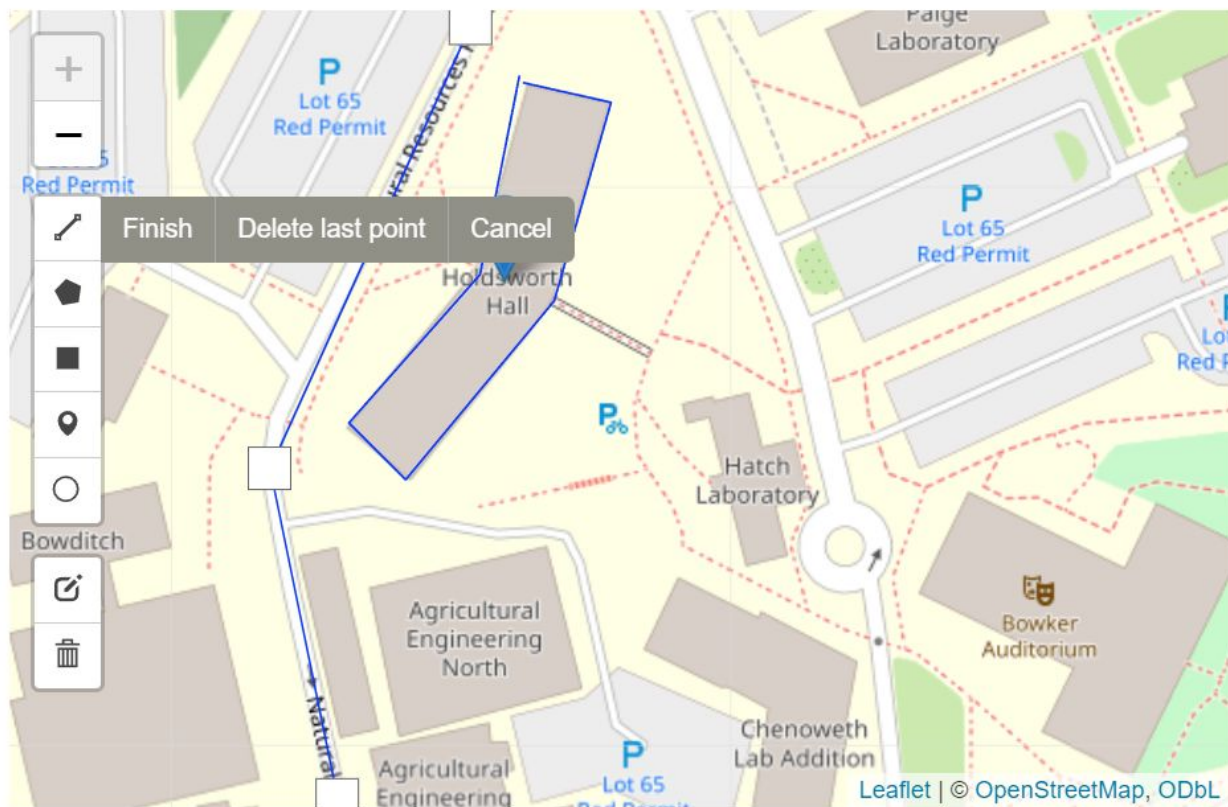 Paige
Laboratory
P
Lot 65
Red Permit
Red Permit
P
Lot 65
Red Permit
Finish
Delete last point
Cancel
Holdsworth
Hall
P
Hatch
Laboratory
Bowditch
Agricultural
Engineering
North
Bowker
Auditorium
Natural
Chenoweth
Lab Addition
P
Lot 65
Agricultural
Engineering
Leaflet | © OpenStreetMap, ODbL